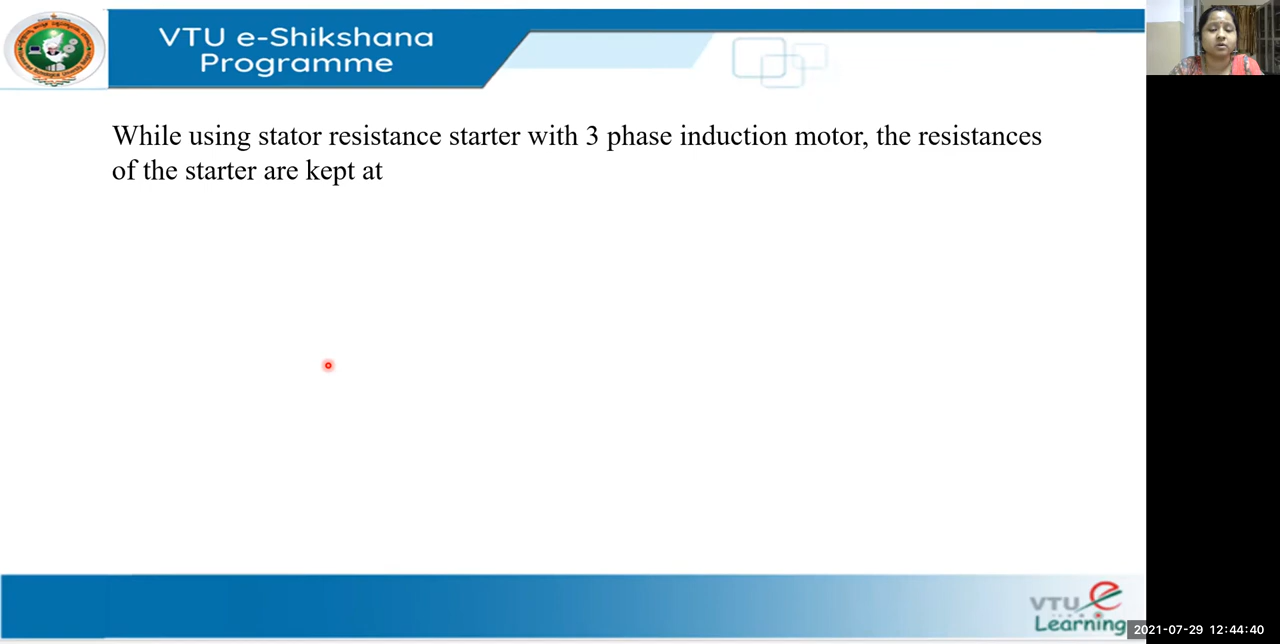 VTU e-Shikshana
Programme
While using stator resistance starter with 3 phase induction motor, the resistances
of the starter are kept at
VTU e
Learning
2021-07-29 12:44:40